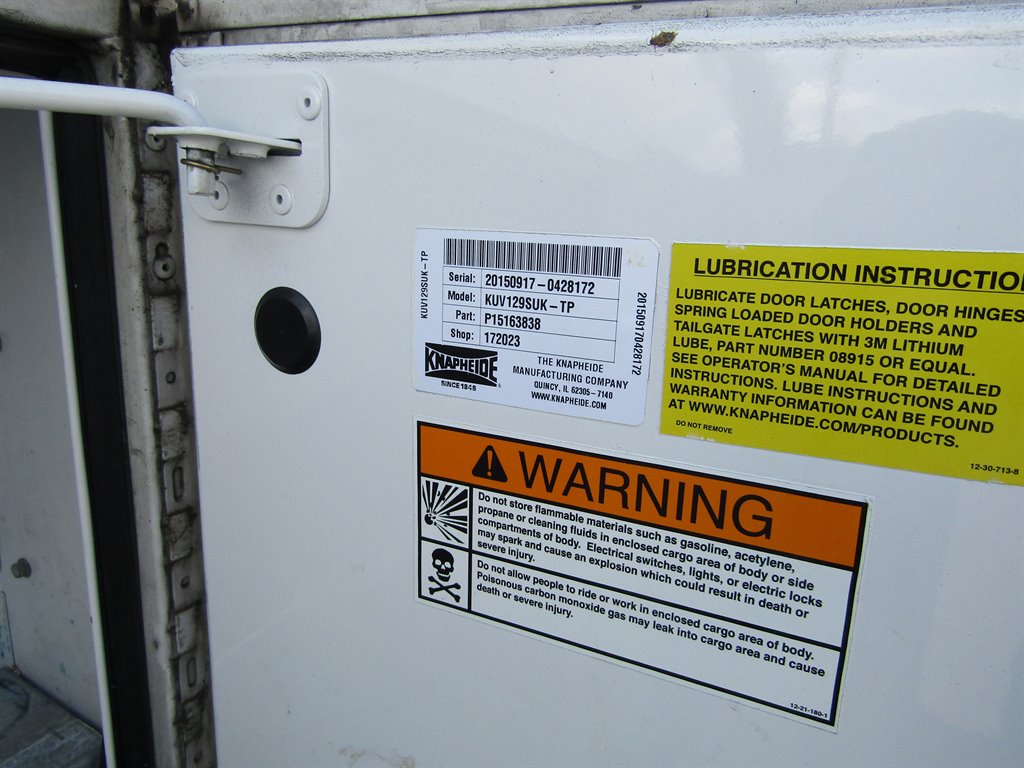 KUV129SUK-TP
Serial: 20150917-0428172
Model: KUV129SUK-TP
Part: P15163838
Shop: 172023
201509170428172
KNAPHEIDE
SINCE 1848
THE KNAPHEIDE
MANUFACTURING COMPANY
QUINCY, IL 62305-7140
WWW.KNAPHEIDE.COM
LUBRICATION INSTRUCTIO
LUBRICATE DOOR LATCHES, DOOR HINGES
SPRING LOADED DOOR HOLDERS AND
TAILGATE LATCHES WITH 3M LITHIUM
LUBE, PART NUMBER 08915 OR EQUAL.
SEE OPERATOR'S MANUAL FOR DETAILED
INSTRUCTIONS. LUBE INSTRUCTIONS AND
WARRANTY INFORMATION CAN BE FOUND
AT WWW.KNAPHEIDE.COM/PRODUCTS.
DO NOT REMOVE
12-30-713-8
WARNING
Do not store flammable materials such as gasoline, acetylene,
propane or cleaning fluids in enclosed cargo area of body or side
compartments of body. Electrical switches, lights, or electric locks
may spark and cause an explosion which could result in death or
severe injury.
Do not allow people to ride or work in enclosed cargo area of body.
Poisonous carbon monoxide gas may leak into cargo area and cause
death or severe injury.
12-21-180-1